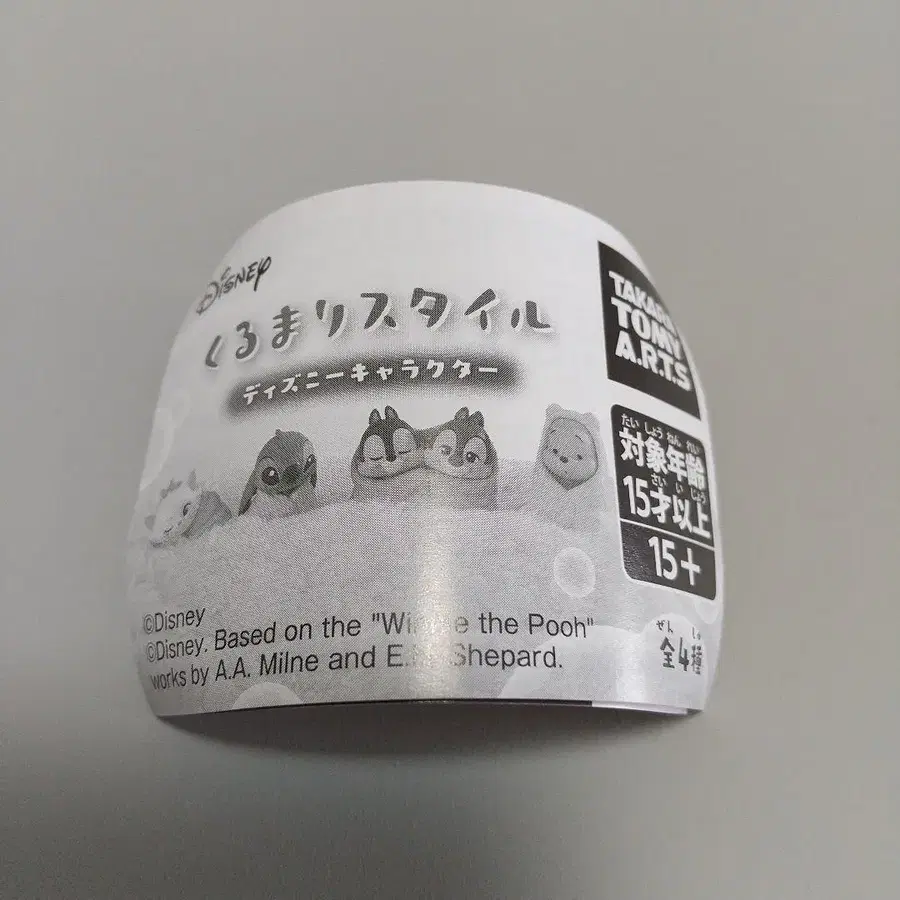 Disney
くるまりスタイル
ディズニーキャラクター
TAKARA
TOMY
A.R.T.S
たい しょう ねん れい
対象年齢
さい い じょう
15才以上
15+
©Disney
©Disney. Based on the "Winnie the Pooh"
works by A.A. Milne and E.H. Shepard.
ぜん しゅ
全4種